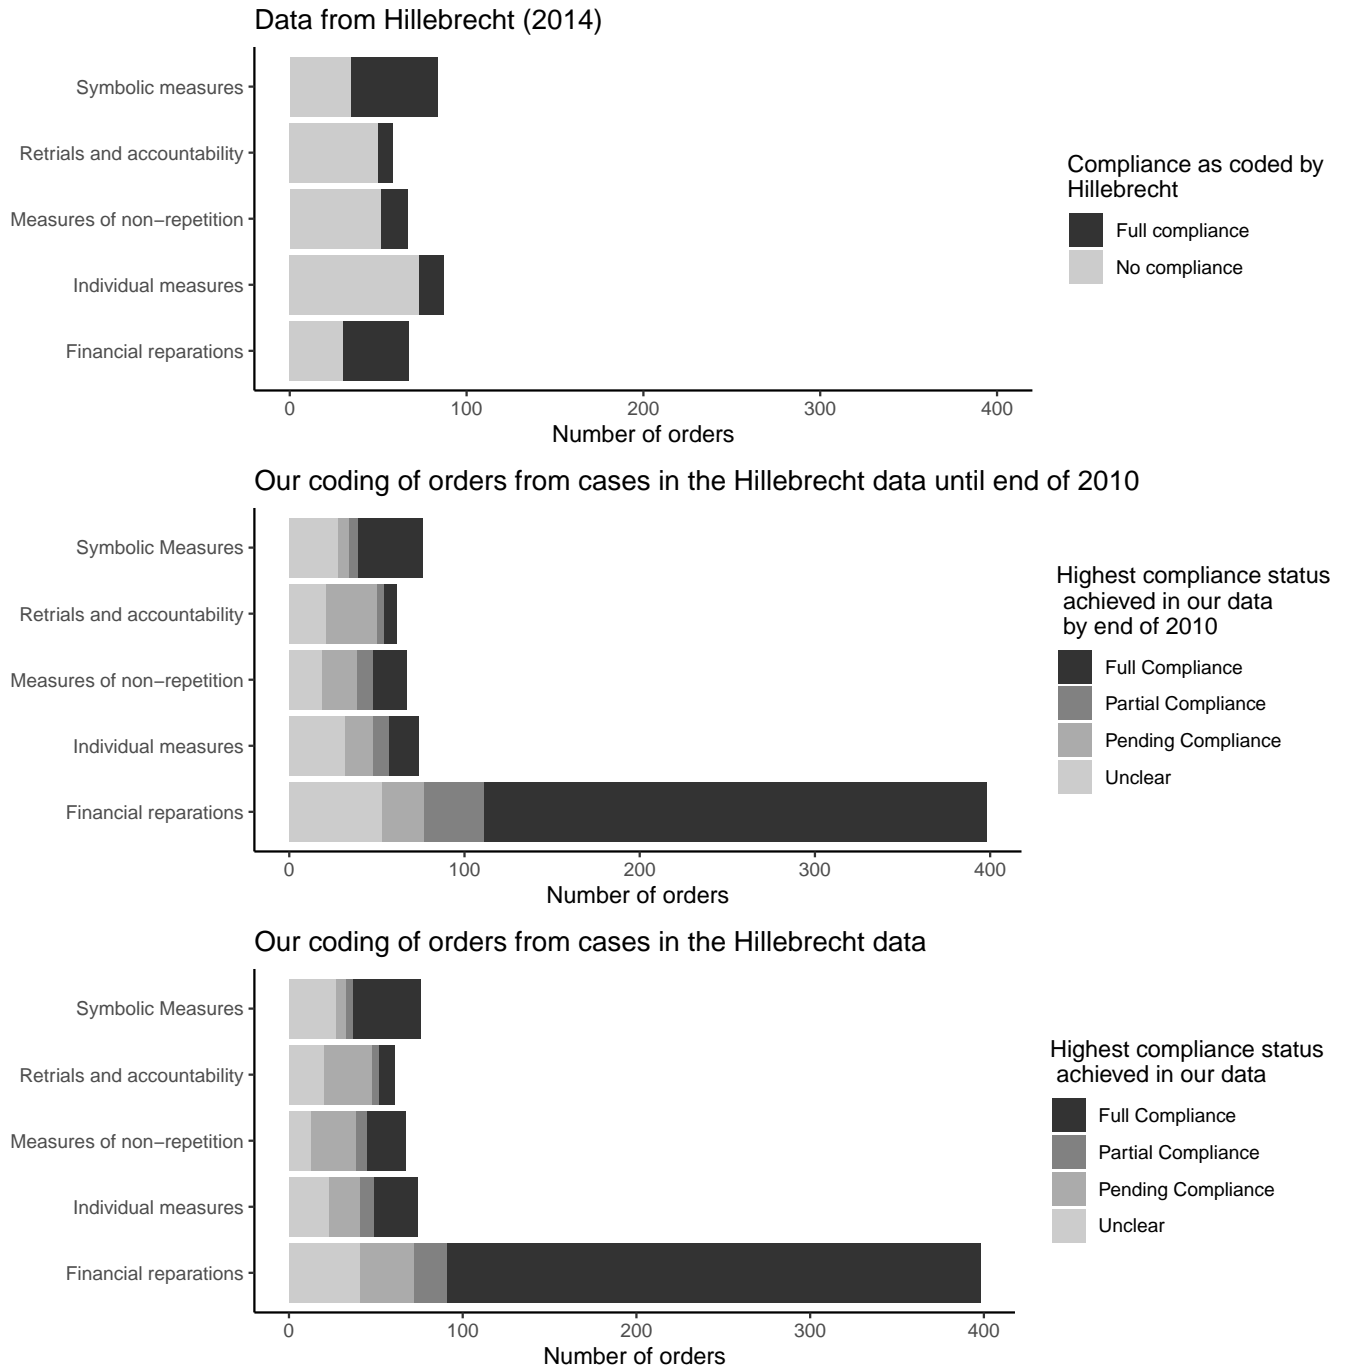 Data from Hillebrecht (2014)
Symbolic measures
Retrials and accountability
Measures of non−repetition
Individual measures
Financial reparations
0 100 200 300 400
Number of orders
Compliance as coded by
Hillebrecht
Full compliance
No compliance
Our coding of orders from cases in the Hillebrecht data until end of 2010
Symbolic Measures
Retrials and accountability
Measures of non−repetition
Individual measures
Financial reparations
0 100 200 300 400
Number of orders
Highest compliance status
achieved in our data
by end of 2010
Full Compliance
Partial Compliance
Pending Compliance
Unclear
Our coding of orders from cases in the Hillebrecht data
Symbolic Measures
Retrials and accountability
Measures of non−repetition
Individual measures
Financial reparations
0 100 200 300 400
Number of orders
Highest compliance status
achieved in our data
Full Compliance
Partial Compliance
Pending Compliance
Unclear